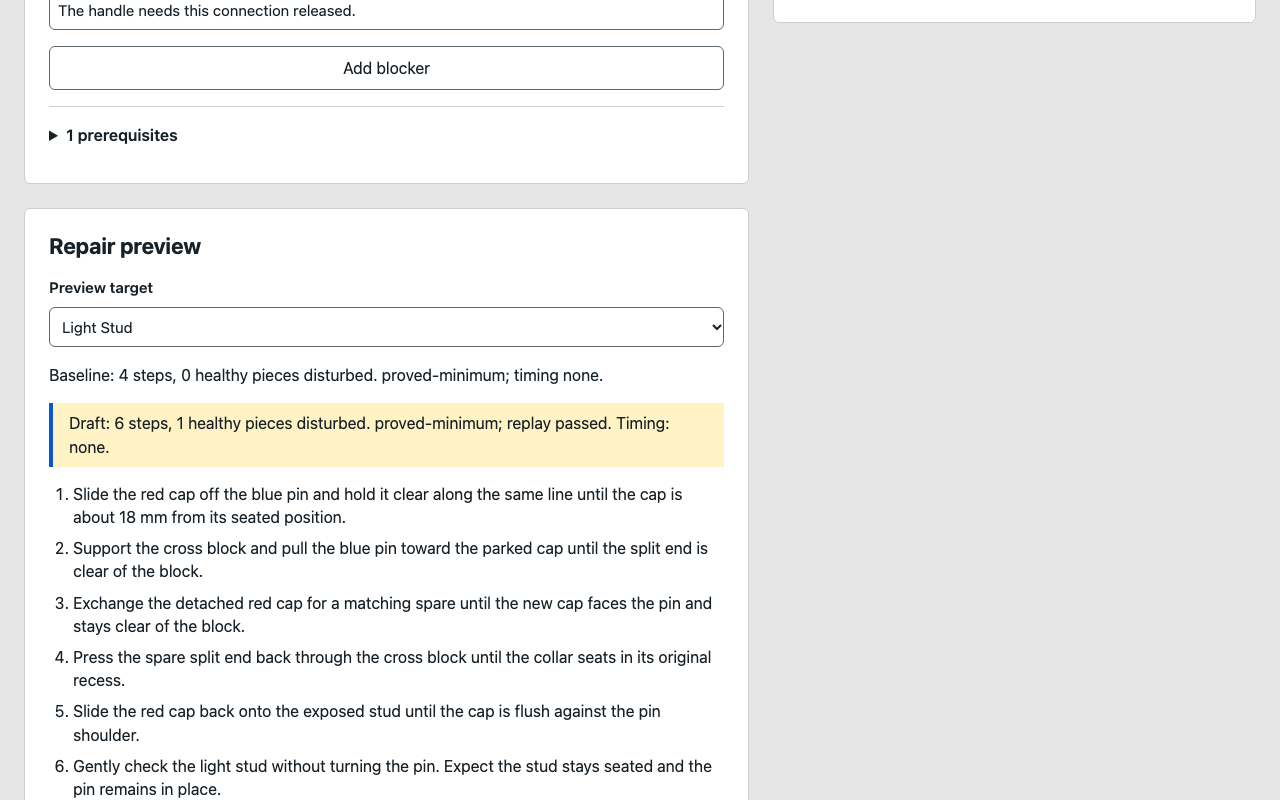 The handle needs this connection released.
Add blocker
▶ 1 prerequisites
Repair preview
Preview target
Light Stud
Baseline: 4 steps, 0 healthy pieces disturbed. proved-minimum; timing none.
Draft: 6 steps, 1 healthy pieces disturbed. proved-minimum; replay passed. Timing:
none.
1. Slide the red cap off the blue pin and hold it clear along the same line until the cap is
about 18 mm from its seated position.
2. Support the cross block and pull the blue pin toward the parked cap until the split end is
clear of the block.
3. Exchange the detached red cap for a matching spare until the new cap faces the pin and
stays clear of the block.
4. Press the spare split end back through the cross block until the collar seats in its original
recess.
5. Slide the red cap back onto the exposed stud until the cap is flush against the pin
shoulder.
6. Gently check the light stud without turning the pin. Expect the stud stays seated and the
pin remains in place.